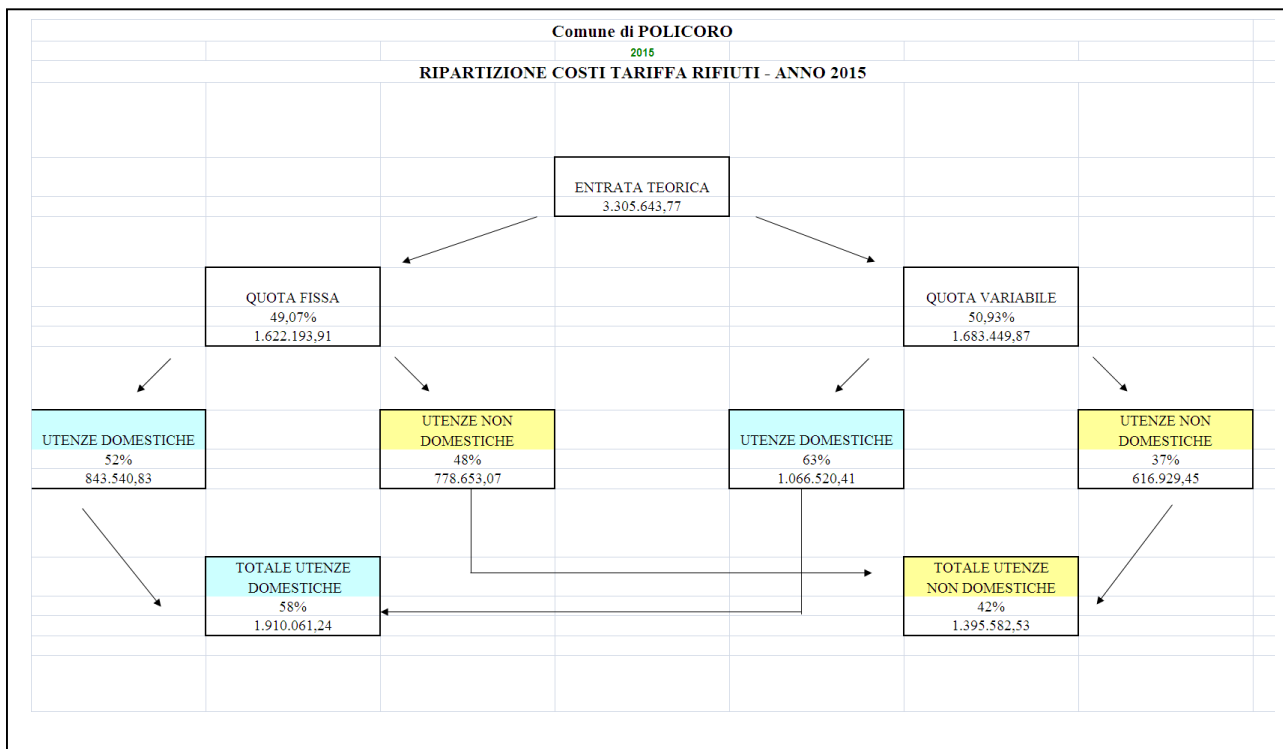 Comune di POLICORO
2015
RIPARTIZIONE COSTI TARIFFA RIFIUTI - ANNO 2015
ENTRATA TEORICA
3.305.643,77
QUOTA FISSA
49,07%
1.622.193,91
QUOTA VARIABILE
50,93%
1.683.449,87
UTENZE DOMESTICHE
52%
843.540,83
UTENZE NON
DOMESTICHE
48%
778.653,07
UTENZE DOMESTICHE
63%
1.066.520,41
UTENZE NON
DOMESTICHE
37%
616.929,45
TOTALE UTENZE
DOMESTICHE
58%
1.910.061,24
TOTALE UTENZE
NON DOMESTICHE
42%
1.395.582,53